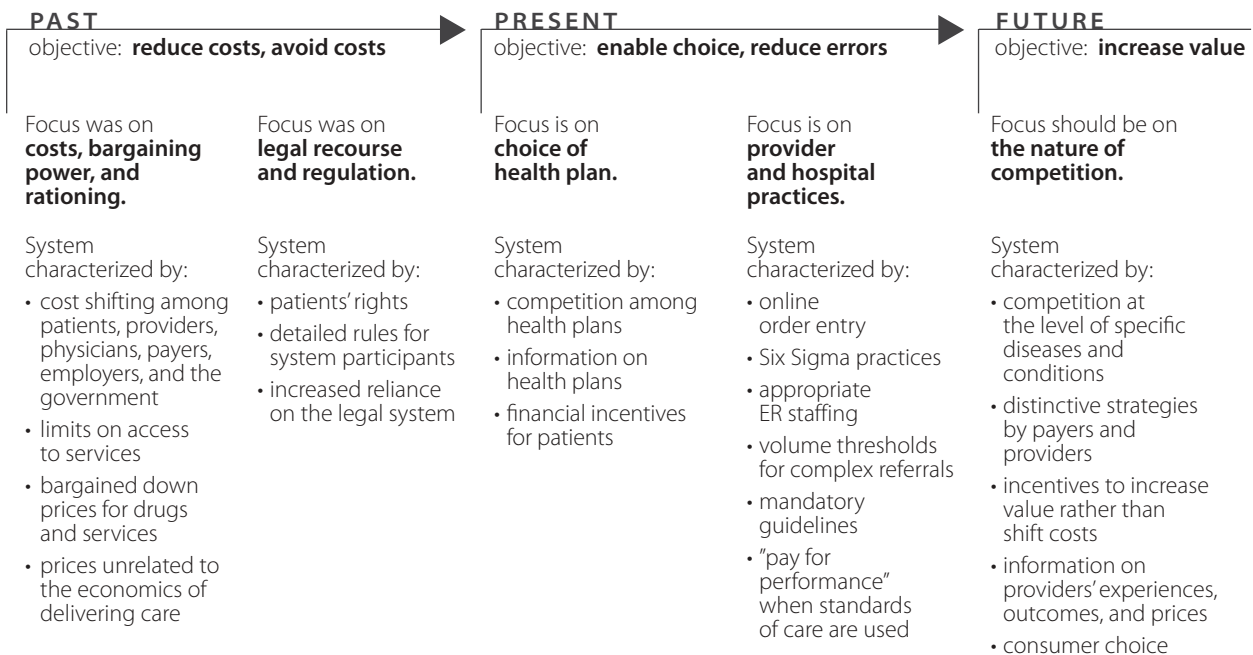 PAST
objective: reduce costs, avoid costs
Focus was on
costs, bargaining
power, and
rationing.
System
characterized by:
• cost shifting among
patients, providers,
physicians, payers,
employers, and the
government
• limits on access
to services
• bargained down
prices for drugs
and services
• prices unrelated to
the economics of
delivering care
Focus was on
legal recourse
and regulation.
System
characterized by:
• patients' rights
• detailed rules for
system participants
• increased reliance
on the legal system
PRESENT
objective: enable choice, reduce errors
Focus is on
choice of
health plan.
System
characterized by:
• competition among
health plans
• information on
health plans
• financial incentives
for patients
Focus is on
provider
and hospital
practices.
System
characterized by:
• online
order entry
• Six Sigma practices
• appropriate
ER staffing
• volume thresholds
for complex referrals
• mandatory
guidelines
• "pay for
performance"
when standards
of care are used
FUTURE
objective: increase value
Focus should be on
the nature of
competition.
System
characterized by:
• competition at
the level of specific
diseases and
conditions
• distinctive strategies
by payers and
providers
• incentives to increase
value rather than
shift costs
• information on
providers' experiences,
outcomes, and prices
• consumer choice